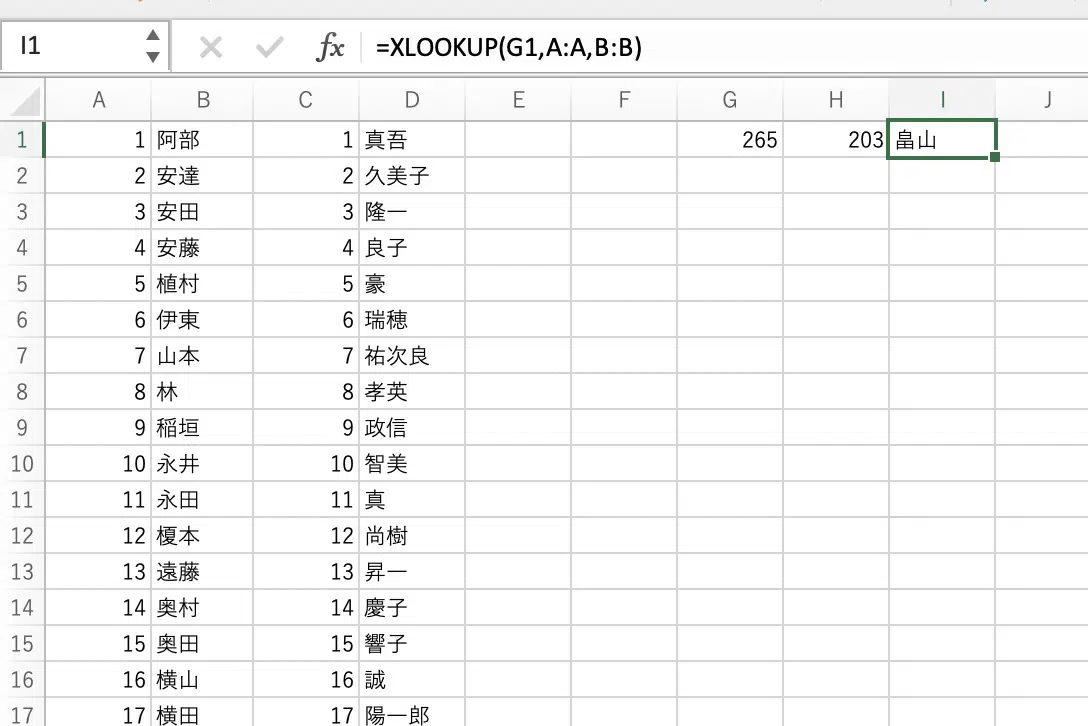 I1 fx =XLOOKUP(G1,A:A,B:B)
A B C D E F G H I J
1 1 阿部 1 真吾 265 203 畠山
2 2 安達 2 久美子
3 3 安田 3 隆一
4 4 安藤 4 良子
5 5 植村 5 豪
6 6 伊東 6 瑞穂
7 7 山本 7 祐次良
8 8 林 8 孝英
9 9 稲垣 9 政信
10 10 永井 10 智美
11 11 永田 11 真
12 12 榎本 12 尚樹
13 13 遠藤 13 昇一
14 14 奥村 14 慶子
15 15 奥田 15 響子
16 16 横山 16 誠
17 17 横田 17 陽一郎